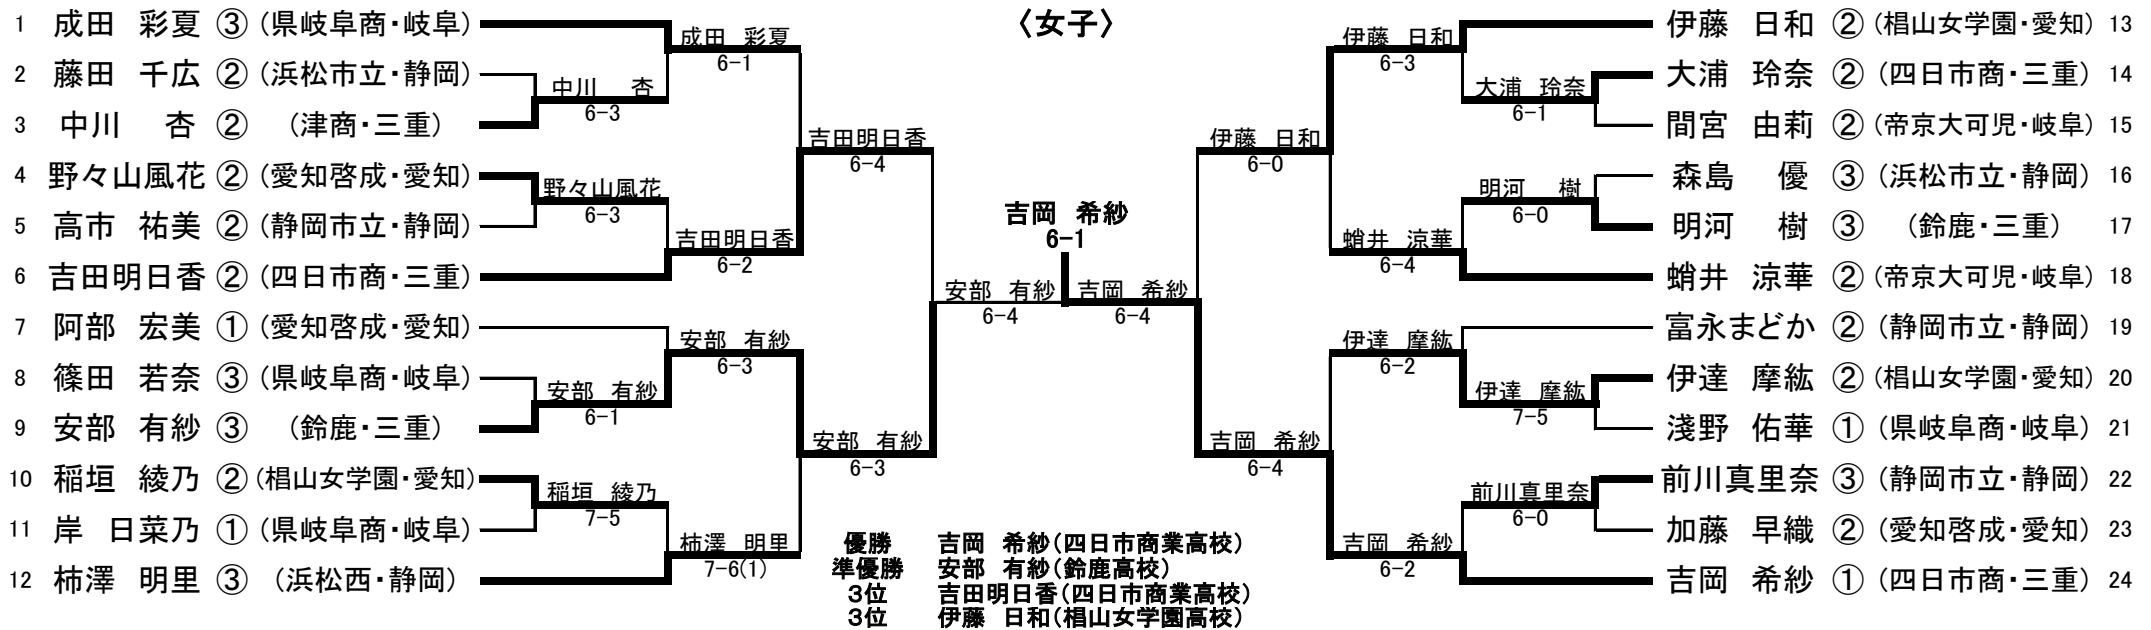 〈女子〉
1 成田 彩夏 ③ (県岐阜商・岐阜)
2 藤田 千広 ② (浜松市立・静岡)
3 中川 杏 ② (津商・三重)
4 野々山風花 ② (愛知啓成・愛知)
5 高市 祐美 ② (静岡市立・静岡)
6 吉田明日香 ② (四日市商・三重)
7 阿部 宏美 ① (愛知啓成・愛知)
8 篠田 若奈 ③ (県岐阜商・岐阜)
9 安部 有紗 ③ (鈴鹿・三重)
10 稲垣 綾乃 ② (椙山女学園・愛知)
11 岸 日菜乃 ① (県岐阜商・岐阜)
12 柿澤 明里 ③ (浜松西・静岡)
中川 杏
6-3
野々山風花
6-3
安部 有紗
6-1
稲垣 綾乃
7-5
成田 彩夏
6-1
吉田明日香
6-2
安部 有紗
6-3
柿澤 明里
7-6(1)
吉田明日香
6-4
安部 有紗
6-3
安部 有紗
6-4
吉岡 希紗
6-1
吉岡 希紗
6-4
伊藤 日和
6-0
吉岡 希紗
6-4
伊藤 日和
6-3
蛸井 涼華
6-4
伊達 摩紘
6-2
吉岡 希紗
6-2
大浦 玲奈
6-1
明河 樹
6-0
伊達 摩紘
7-5
前川真里奈
6-0
伊藤 日和 ② (椙山女学園・愛知) 13
大浦 玲奈 ② (四日市商・三重) 14
間宮 由莉 ② (帝京大可児・岐阜) 15
森島 優 ③ (浜松市立・静岡) 16
明河 樹 ③ (鈴鹿・三重) 17
蛸井 涼華 ② (帝京大可児・岐阜) 18
富永まどか ② (静岡市立・静岡) 19
伊達 摩紘 ② (椙山女学園・愛知) 20
淺野 佑華 ① (県岐阜商・岐阜) 21
前川真里奈 ③ (静岡市立・静岡) 22
加藤 早織 ② (愛知啓成・愛知) 23
吉岡 希紗 ① (四日市商・三重) 24
優勝 吉岡 希紗(四日市商業高校)
準優勝 安部 有紗(鈴鹿高校)
3位 吉田明日香(四日市商業高校)
3位 伊藤 日和(椙山女学園高校)